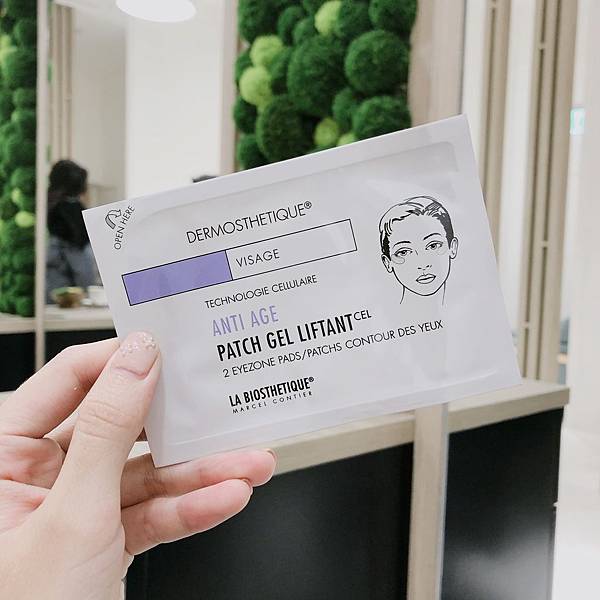 OPEN HERE
DERMOSTHETIQUE®
VISAGE
TECHNOLOGIE CELLULAIRE
ANTI AGE
PATCH GEL LIFTANT CEL
2 EYEZONE PADS/PATCHS CONTOUR DES YEUX
LA BIOSTHETIQUE®
MARCEL CONTIER